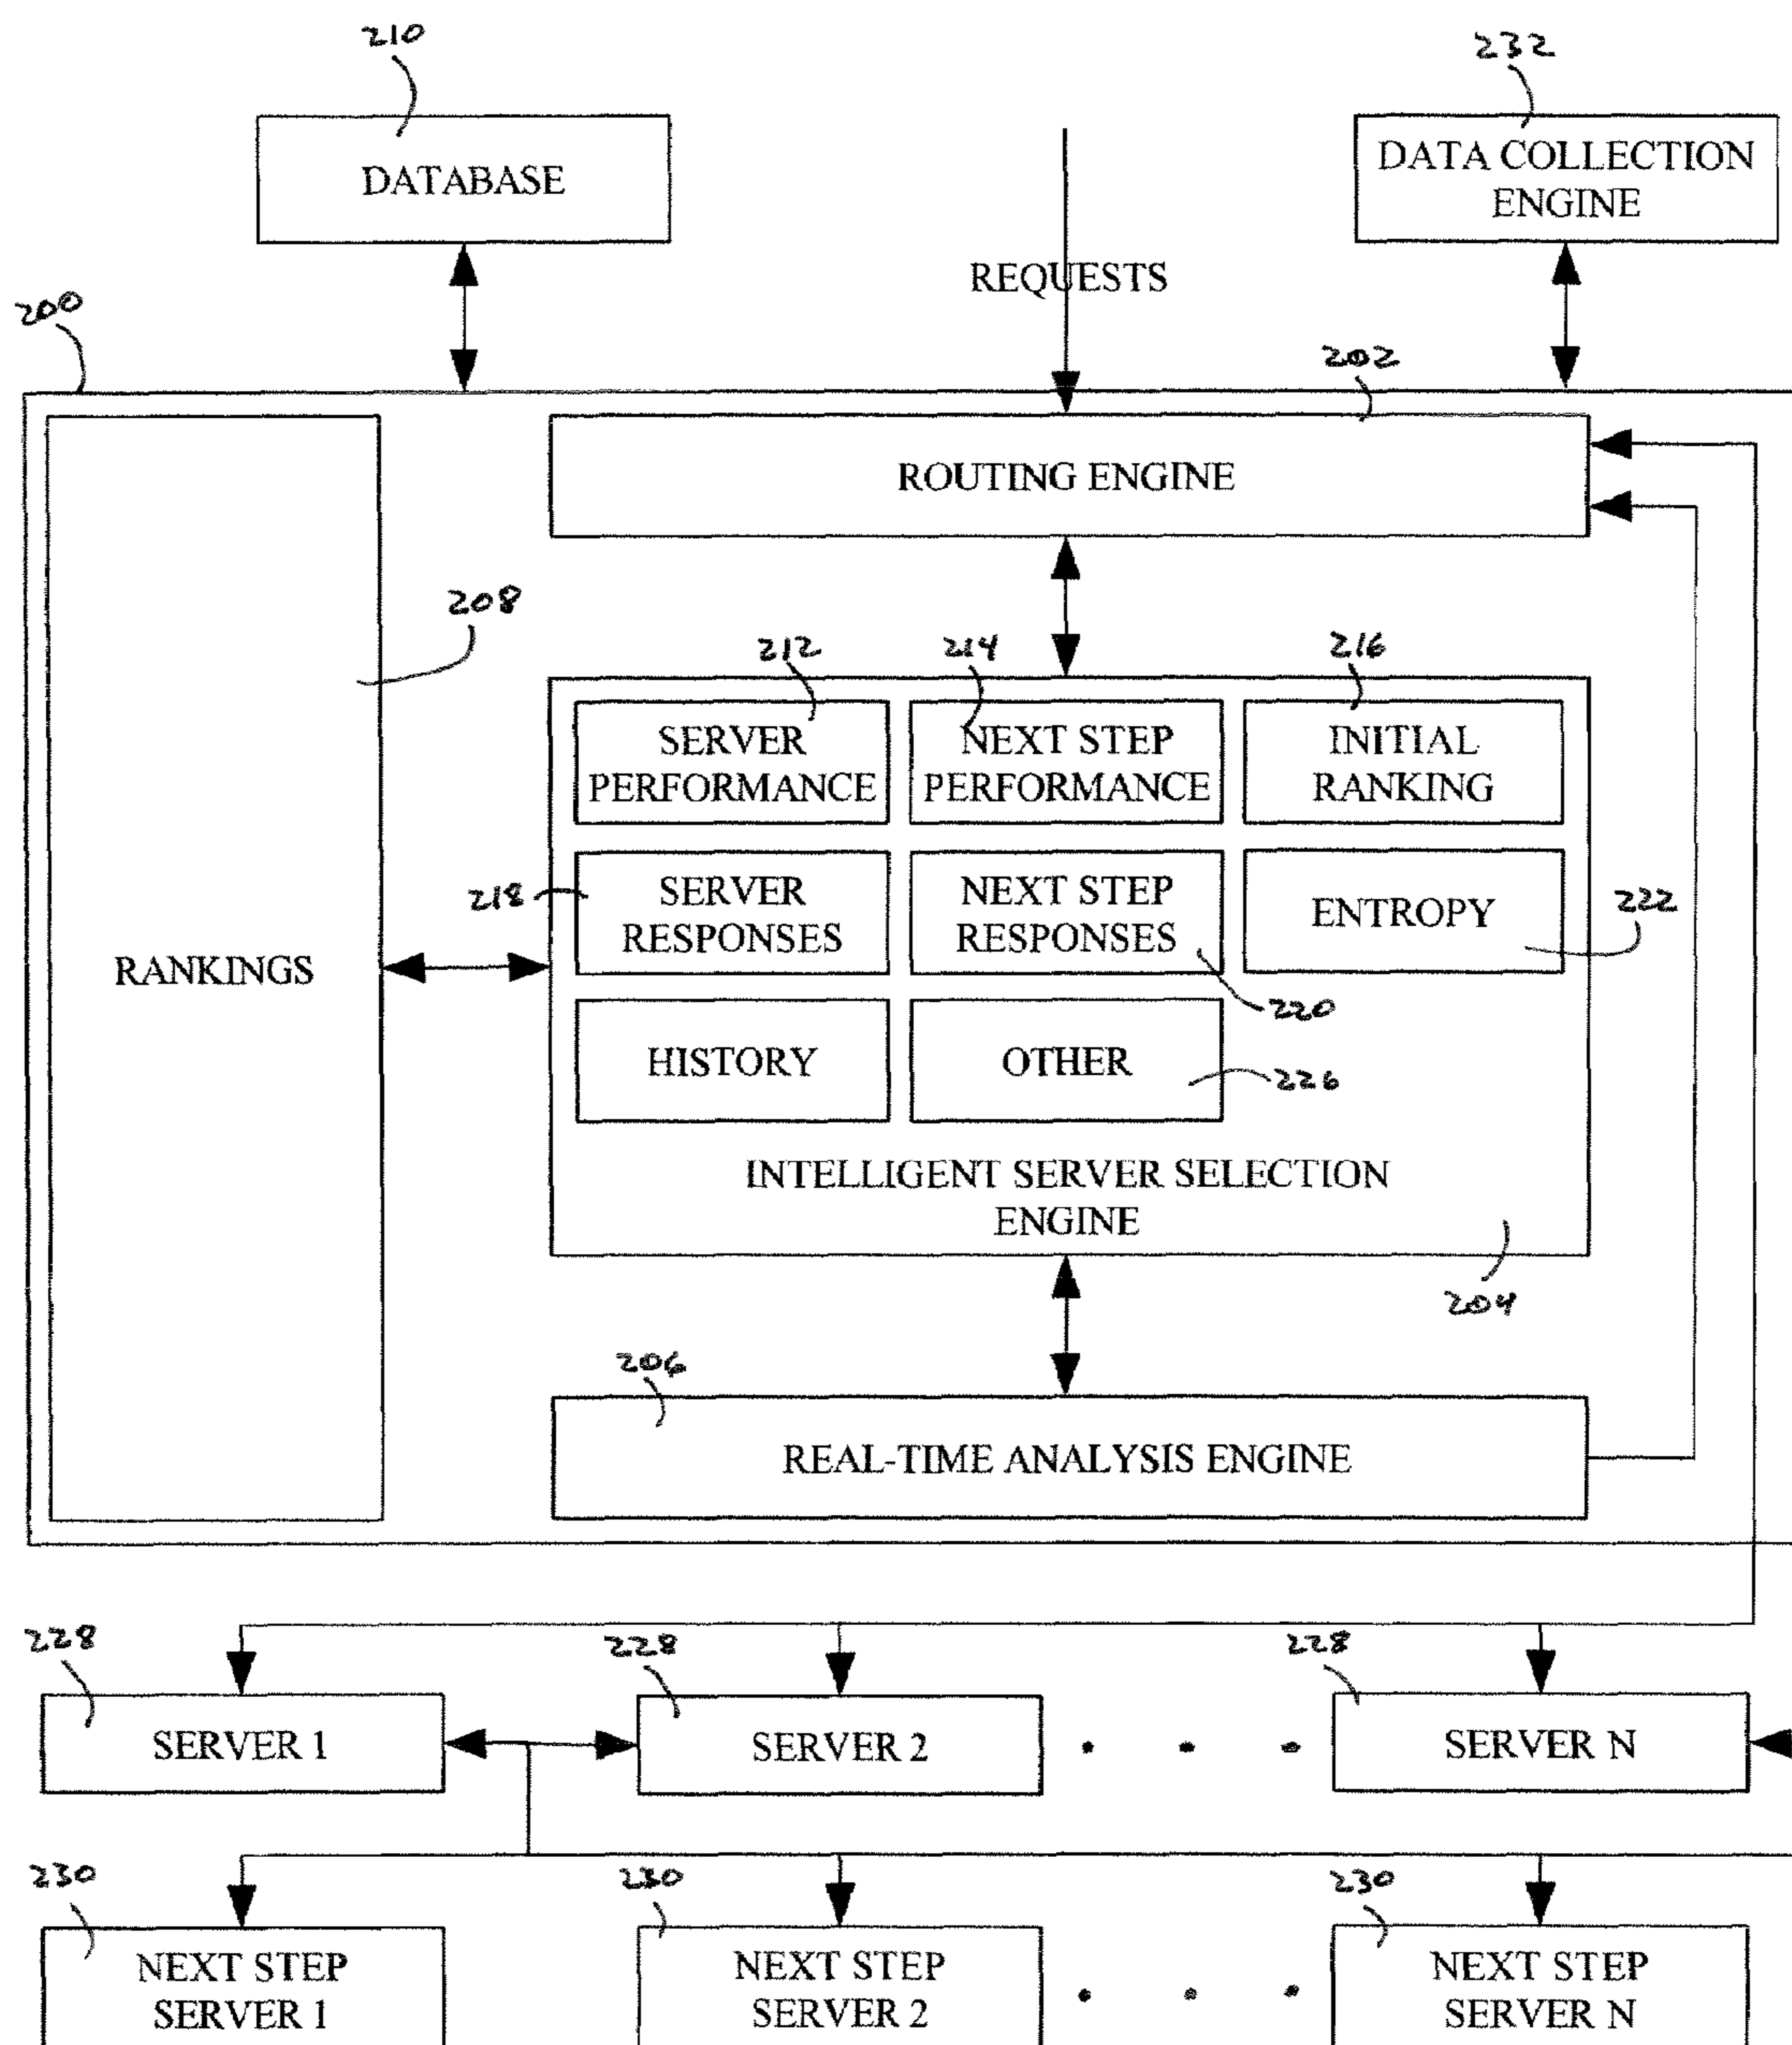 210
232
DATABASE
DATA COLLECTION
ENGINE
REQUESTS
200
202
ROUTING ENGINE
208
212
214
216
SERVER
PERFORMANCE
NEXT STEP
PERFORMANCE
INITIAL
RANKING
218
SERVER
RESPONSES
NEXT STEP
RESPONSES
ENTROPY
222
RANKINGS
220
HISTORY
OTHER
226
INTELLIGENT SERVER SELECTION
ENGINE
204
206
REAL-TIME ANALYSIS ENGINE
228
228
228
SERVER 1
SERVER 2
SERVER N
230
230
230
NEXT STEP
SERVER 1
NEXT STEP
SERVER 2
NEXT STEP
SERVER N